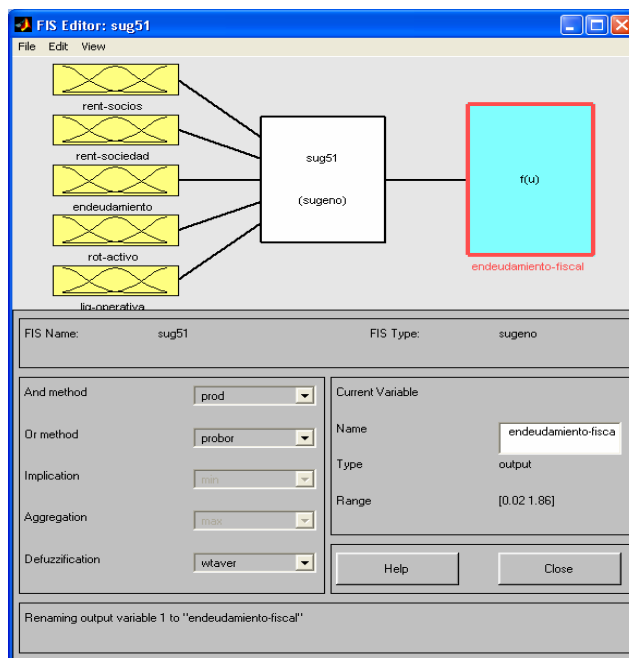 FIS Editor: sug51
File Edit View
rent-socios
rent-sociedad
endeudamiento
rot-activo
liq-operativa
sug51
(sugeno)
f(u)
endeudamiento-fiscal
FIS Name: sug51 FIS Type: sugeno
And method prod
Or method probor
Implication min
Aggregation max
Defuzzification wtaver
Current Variable
Name endeudamiento-fisca
Type output
Range [0.02 1.86]
Help Close
Renaming output variable 1 to "endeudamiento-fiscal"